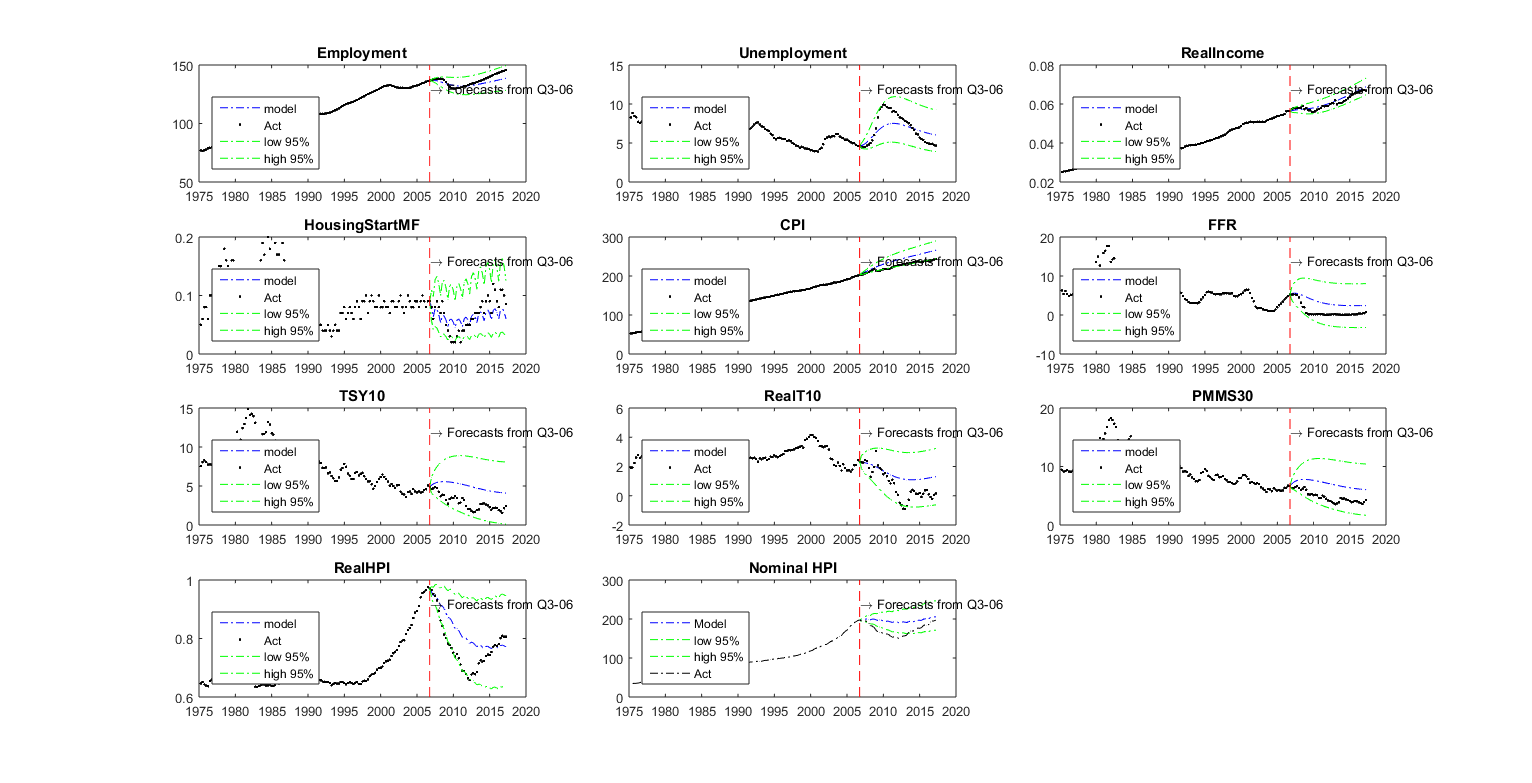 Employment
150
100
50
model
Act
low 95%
high 95%
→ Forecasts from Q3-06
1975 1980 1985 1990 1995 2000 2005 2010 2015 2020
Unemployment
15
10
5
0
model
Act
low 95%
high 95%
→ Forecasts from Q3-06
1975 1980 1985 1990 1995 2000 2005 2010 2015 2020
RealIncome
0.08
0.06
0.04
0.02
model
Act
low 95%
high 95%
→ Forecasts from Q3-06
1975 1980 1985 1990 1995 2000 2005 2010 2015 2020
HousingStartMF
0.2
0.1
0
model
Act
low 95%
high 95%
→ Forecasts from Q3-06
1975 1980 1985 1990 1995 2000 2005 2010 2015 2020
CPI
300
200
100
0
model
Act
low 95%
high 95%
→ Forecasts from Q3-06
1975 1980 1985 1990 1995 2000 2005 2010 2015 2020
FFR
20
10
0
-10
model
Act
low 95%
high 95%
→ Forecasts from Q3-06
1975 1980 1985 1990 1995 2000 2005 2010 2015 2020
TSY10
15
10
5
0
model
Act
low 95%
high 95%
→ Forecasts from Q3-06
1975 1980 1985 1990 1995 2000 2005 2010 2015 2020
RealT10
6
4
2
0
-2
model
Act
low 95%
high 95%
→ Forecasts from Q3-06
1975 1980 1985 1990 1995 2000 2005 2010 2015 2020
PMMS30
20
10
0
model
Act
low 95%
high 95%
→ Forecasts from Q3-06
1975 1980 1985 1990 1995 2000 2005 2010 2015 2020
RealHPI
1
0.8
0.6
model
Act
low 95%
high 95%
→ Forecasts from Q3-06
1975 1980 1985 1990 1995 2000 2005 2010 2015 2020
Nominal HPI
300
200
100
0
Model
low 95%
high 95%
Act
→ Forecasts from Q3-06
1975 1980 1985 1990 1995 2000 2005 2010 2015 2020